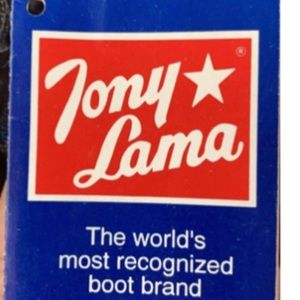 Tony
Lama
®
The world's
most recognized
boot brand